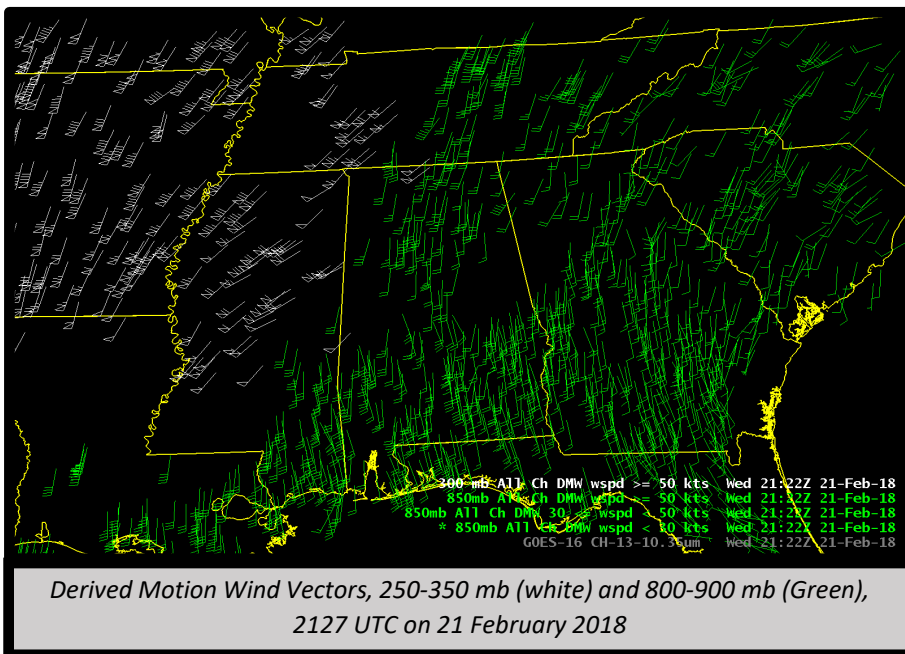 300 mb All Ch DMW wspd >= 50 kts Wed 21:22Z 21-Feb-18
850mb All Ch DMW wspd >= 50 kts Wed 21:22Z 21-Feb-18
850mb All Ch DMW 30 <= wspd < 50 kts Wed 21:22Z 21-Feb-18
* 850mb All Ch DMW wspd < 30 kts Wed 21:22Z 21-Feb-18
GOES-16 CH-13-10.35um Wed 21:22Z 21-Feb-18
Derived Motion Wind Vectors, 250-350 mb (white) and 800-900 mb (Green),
2127 UTC on 21 February 2018